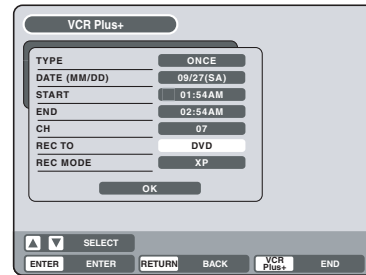 VCR Plus+
TYPE ONCE
DATE (MM/DD) 09/27(SA)
START 01:54AM
END 02:54AM
CH 07
REC TO DVD
REC MODE XP
OK
SELECT
ENTER ENTER RETURN BACK VCR Plus+ END